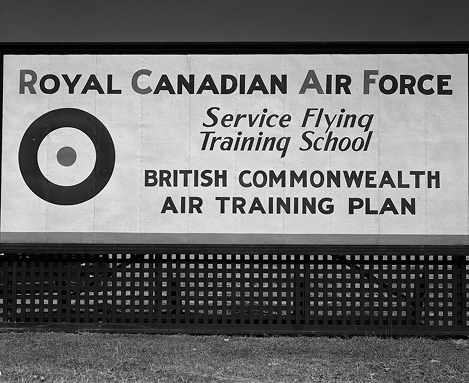 ROYAL CANADIAN AIR FORCE
Service Flying
Training School
BRITISH COMMONWEALTH
AIR TRAINING PLAN